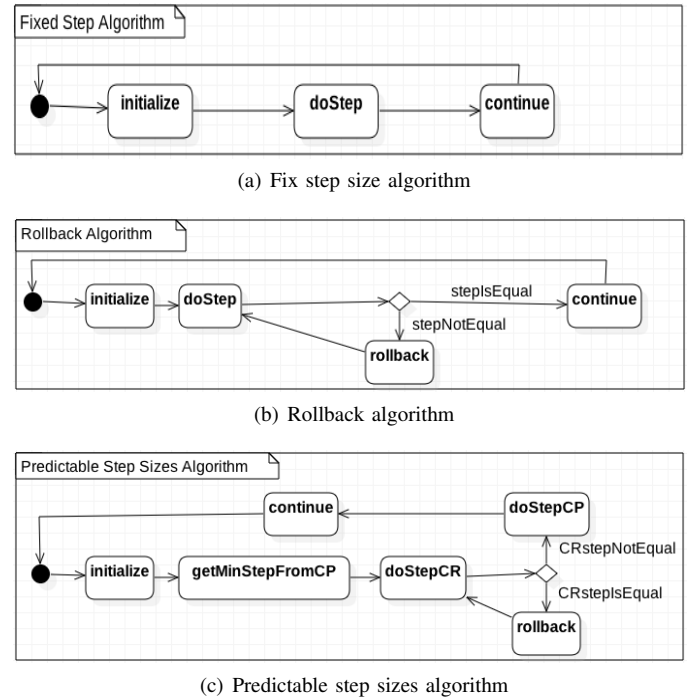 Fixed Step Algorithm
initialize
doStep
continue
(a) Fix step size algorithm
Rollback Algorithm
initialize
doStep
stepIsEqual
continue
stepNotEqual
rollback
(b) Rollback algorithm
Predictable Step Sizes Algorithm
continue
doStepCP
CRstepNotEqual
initialize
getMinStepFromCP
doStepCR
CRstepIsEqual
rollback
(c) Predictable step sizes algorithm